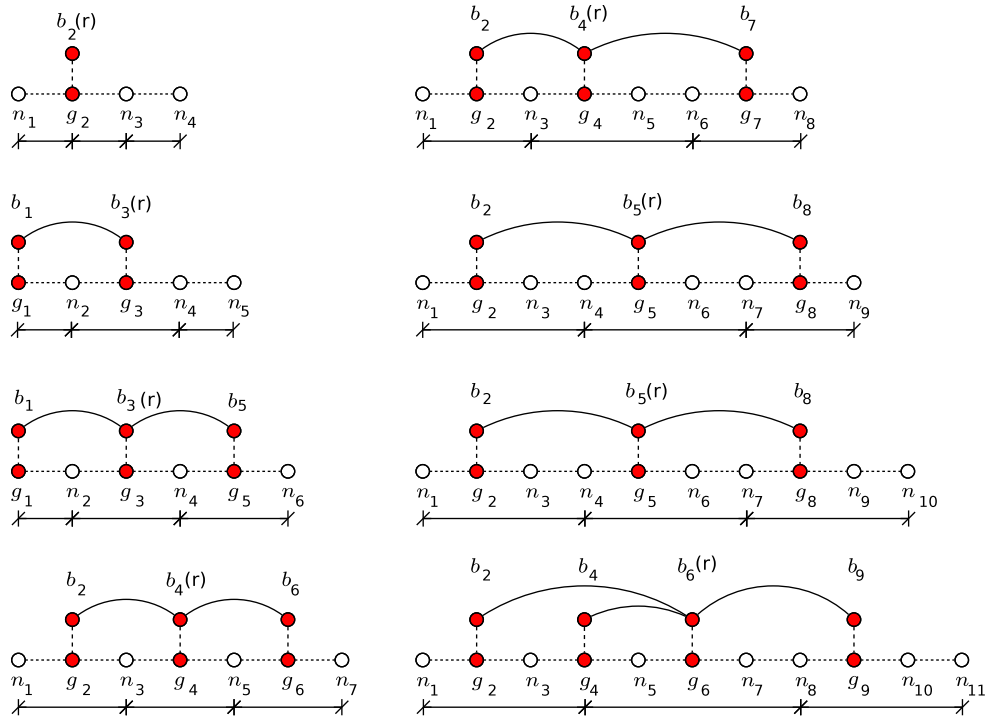 b₂(r)
n₁ g₂ n₃ n₄
b₁ b₃(r)
g₁ n₂ g₃ n₄ n₅
b₁ b₃(r) b₅
g₁ n₂ g₃ n₄ g₅ n₆
b₂ b₄(r) b₆
n₁ g₂ n₃ g₄ n₅ g₆ n₇
b₂ b₄(r) b₇
n₁ g₂ n₃ g₄ n₅ n₆ g₇ n₈
b₂ b₅(r) b₈
n₁ g₂ n₃ n₄ g₅ n₆ n₇ g₈ n₉
b₂ b₅(r) b₈
n₁ g₂ n₃ n₄ g₅ n₆ n₇ g₈ n₉ n₁₀
b₂ b₄ b₆(r) b₉
n₁ g₂ n₃ g₄ n₅ g₆ n₇ n₈ g₉ n₁₀ n₁₁